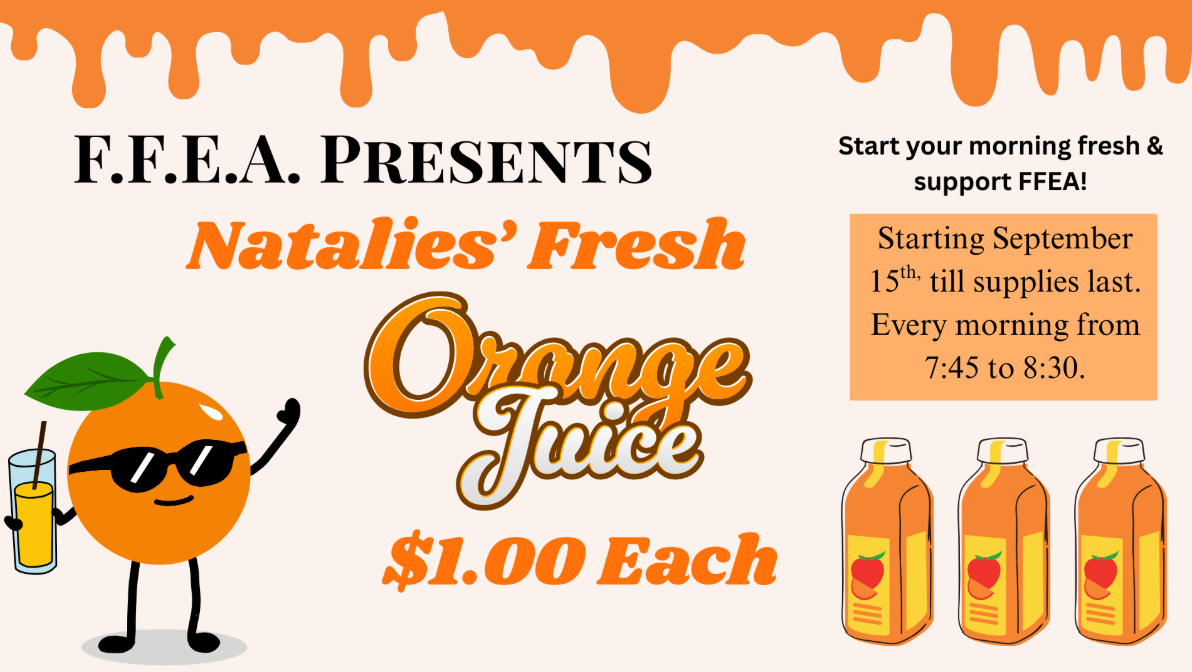 F.F.E.A. Presents
Natalies’ Fresh
Orange
Juice
$1.00 Each
Start your morning fresh &
support FFEA!
Starting September
15th, till supplies last.
Every morning from
7:45 to 8:30.